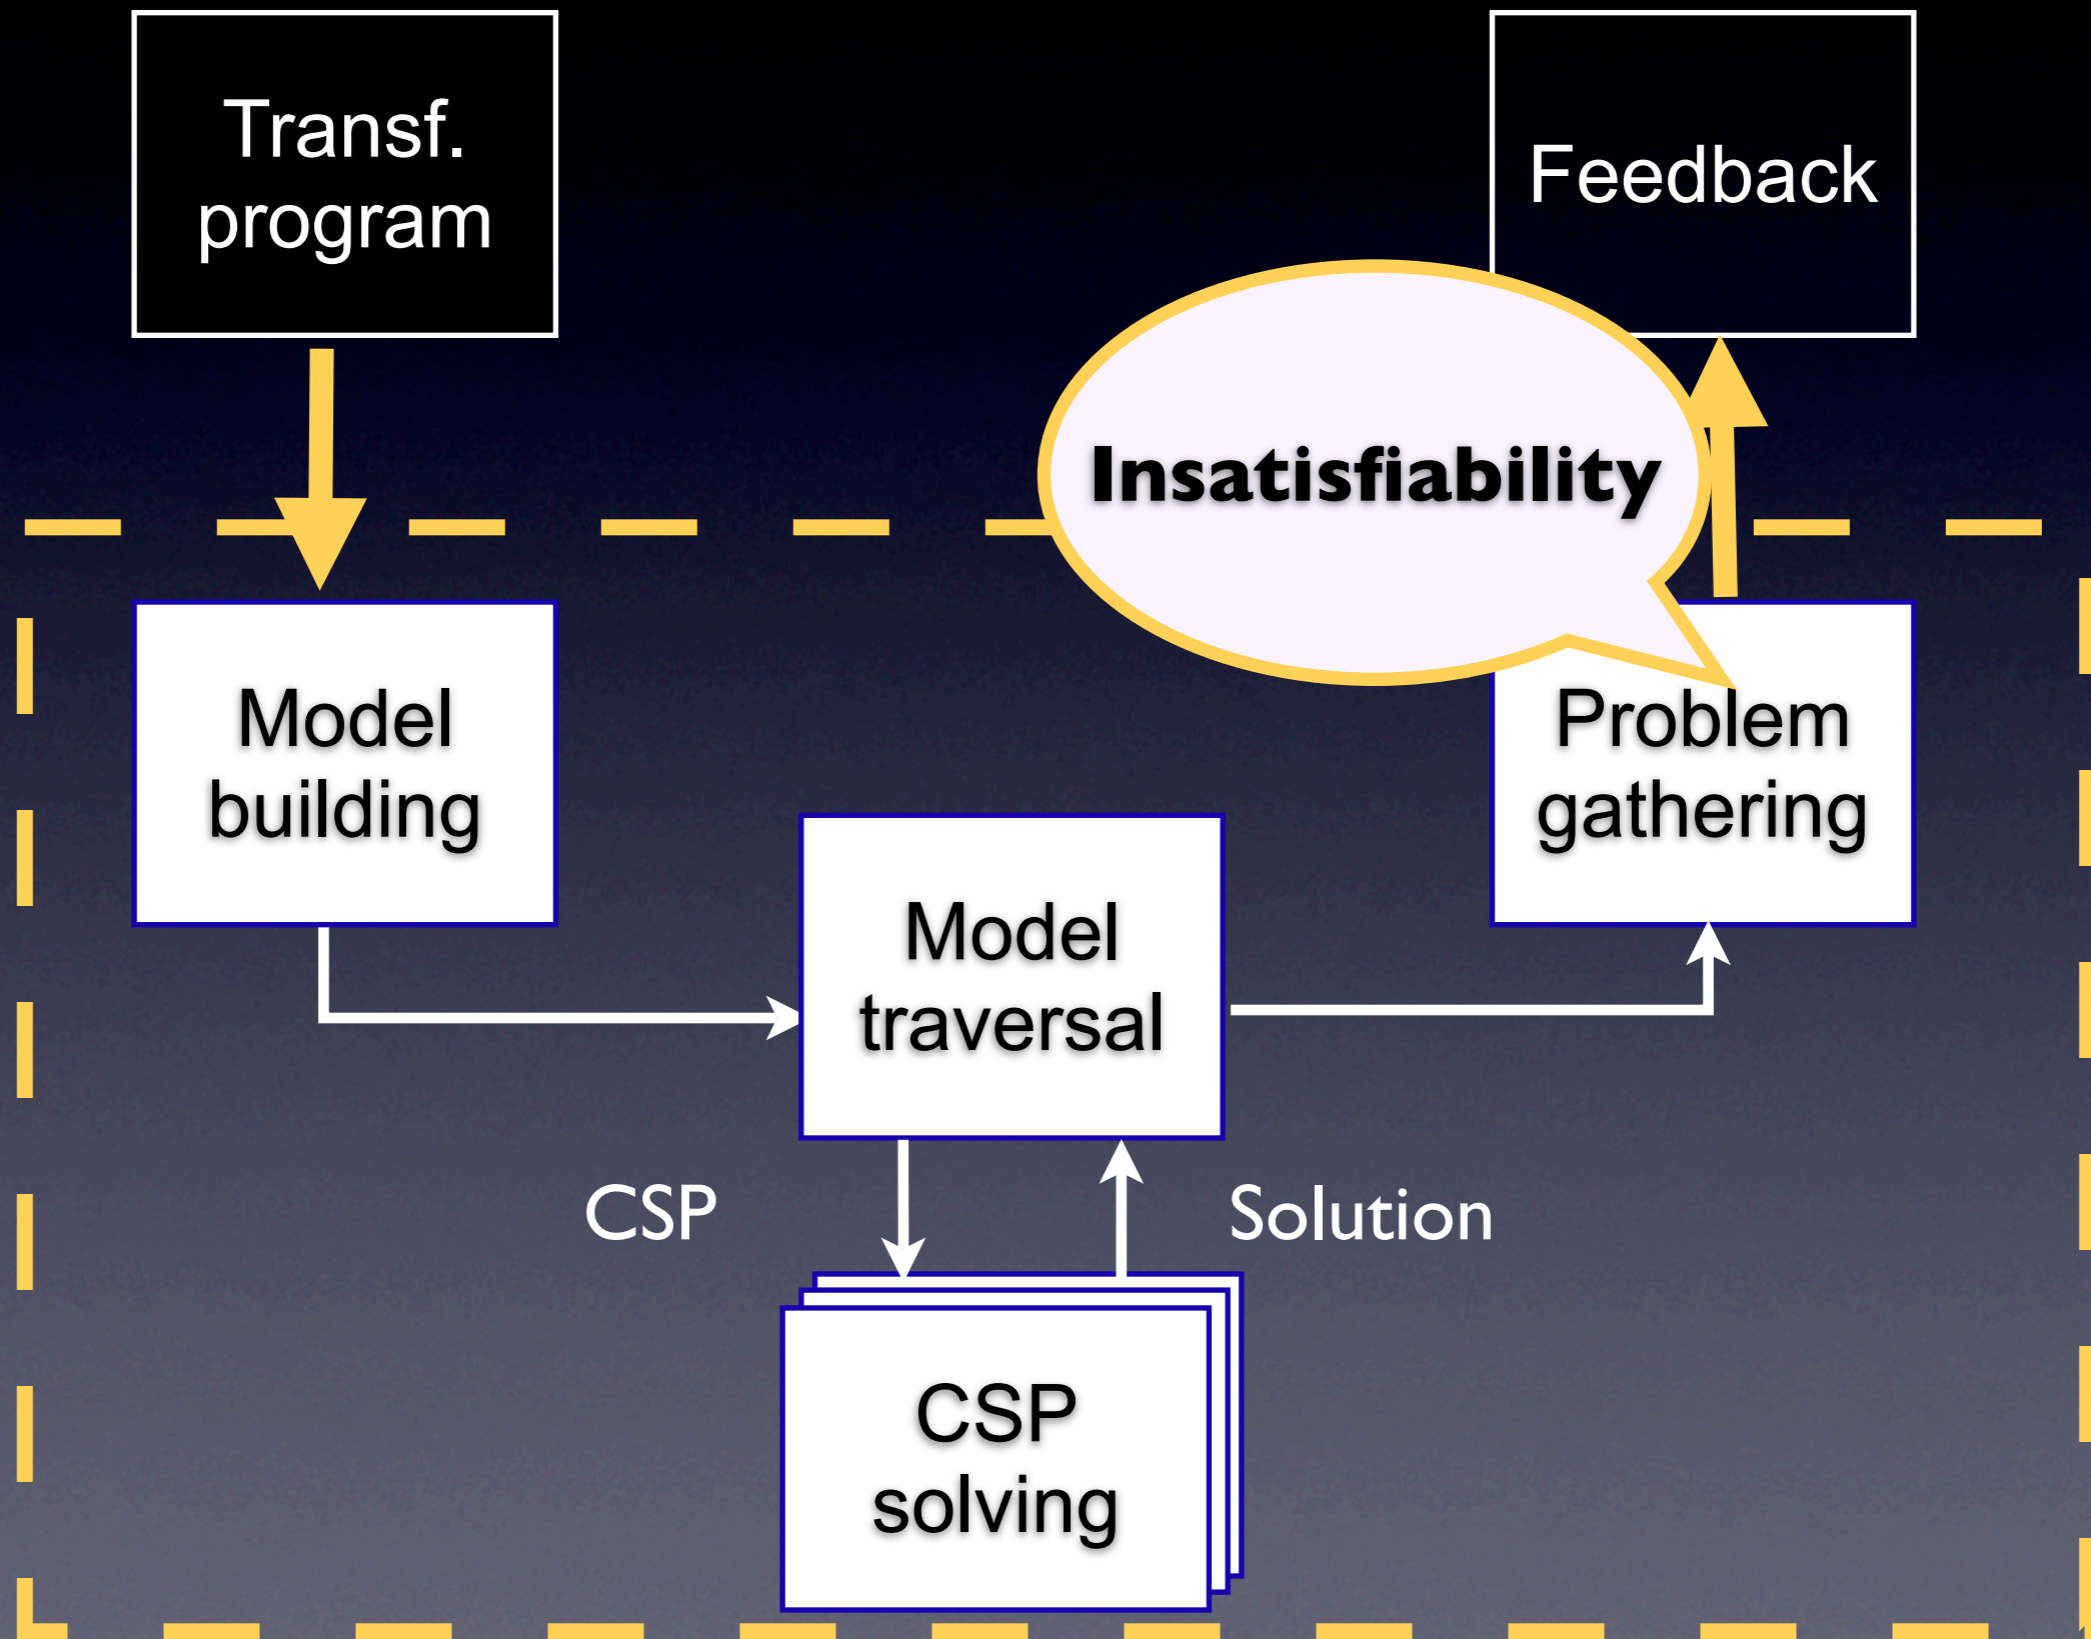 Transf.
program
Feedback
Insatisfiability
Model
building
Problem
gathering
Model
traversal
CSP
Solution
CSP
solving